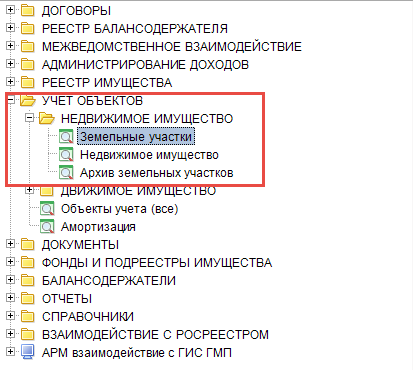 ДОГОВОРЫ
РЕЕСТР БАЛАНСОДЕРЖАТЕЛЯ
МЕЖВЕДОМСТВЕННОЕ ВЗАИМОДЕЙСТВИЕ
АДМИНИСТРИРОВАНИЕ ДОХОДОВ
РЕЕСТР ИМУЩЕСТВА
УЧЕТ ОБЪЕКТОВ
НЕДВИЖИМОЕ ИМУЩЕСТВО
Земельные участки
Недвижимое имущество
Архив земельных участков
ДВИЖИМОЕ ИМУЩЕСТВО
Объекты учета (все)
Амортизация
ДОКУМЕНТЫ
ФОНДЫ И ПОДРЕЕСТРЫ ИМУЩЕСТВА
БАЛАНСОДЕРЖАТЕЛИ
ОТЧЕТЫ
СПРАВОЧНИКИ
ВЗАИМОДЕЙСТВИЕ С РОСРЕЕСТРОМ
АРМ взаимодействие с ГИС ГМП